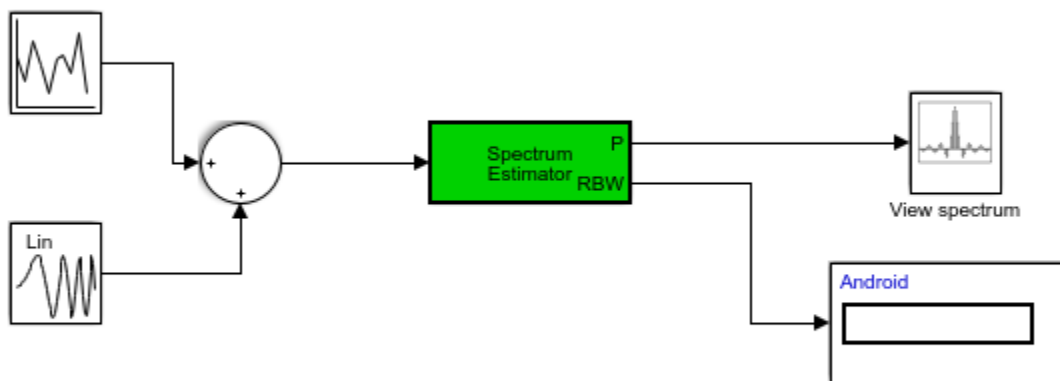 Lin
+
+
Spectrum
Estimator
P
RBW
View spectrum
Android